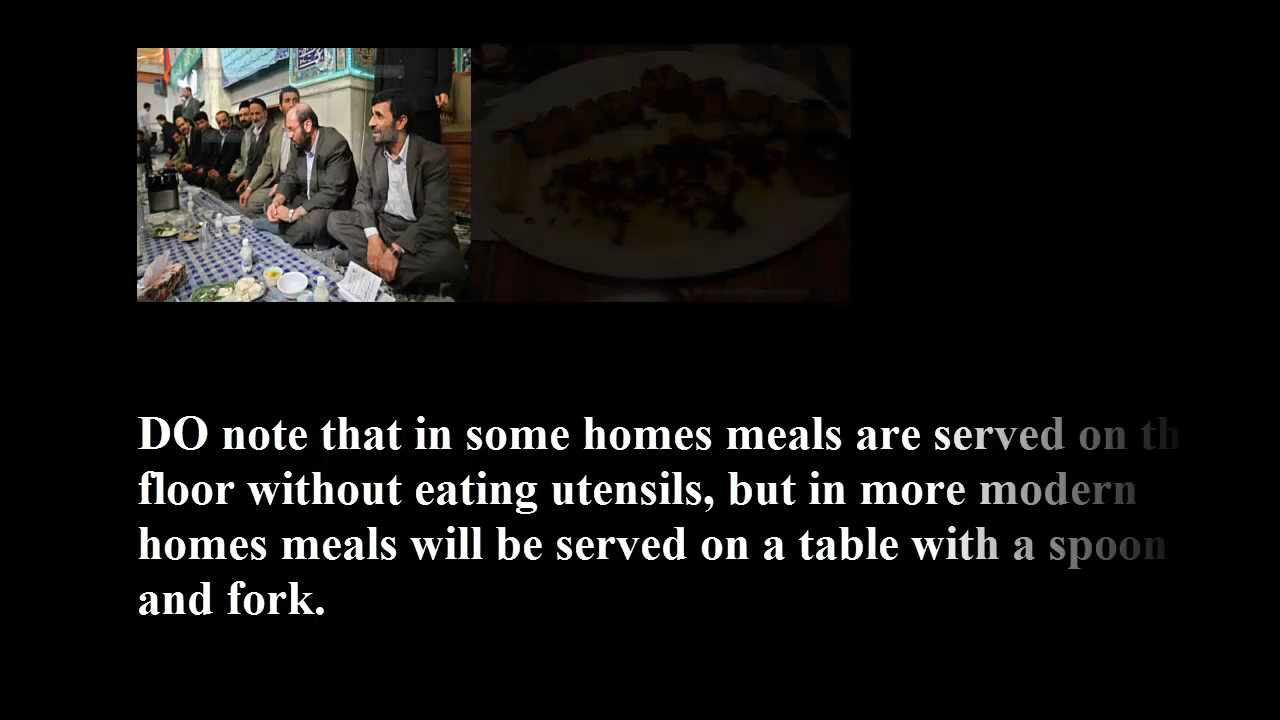 DO note that in some homes meals are served on th
floor without eating utensils, but in more modern
homes meals will be served on a table with a spoon
and fork.